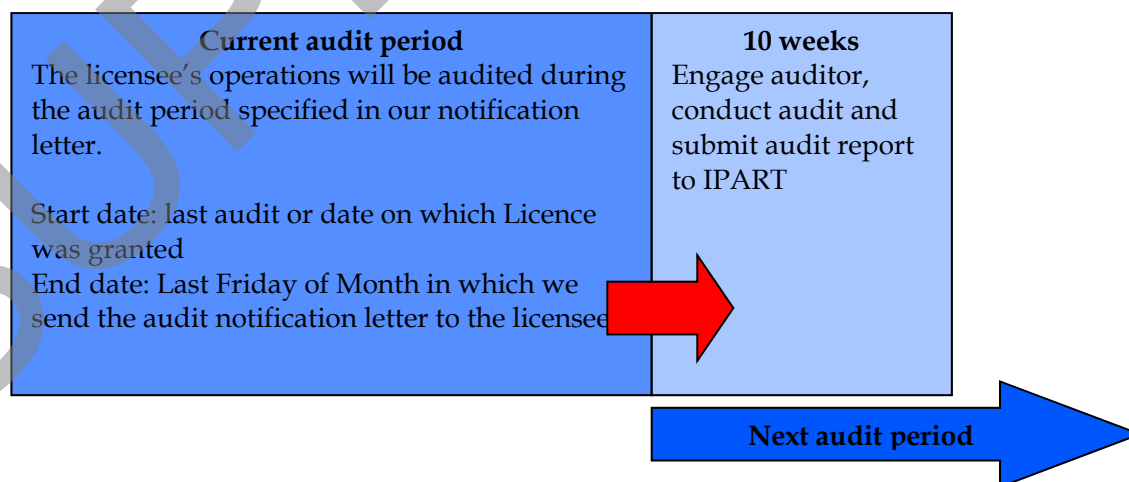 Current audit period
The licensee's operations will be audited during
the audit period specified in our notification
letter.
Start date: last audit or date on which Licence
was granted
End date: Last Friday of Month in which we
send the audit notification letter to the licensee
10 weeks
Engage auditor,
conduct audit and
submit audit report
to IPART
Next audit period